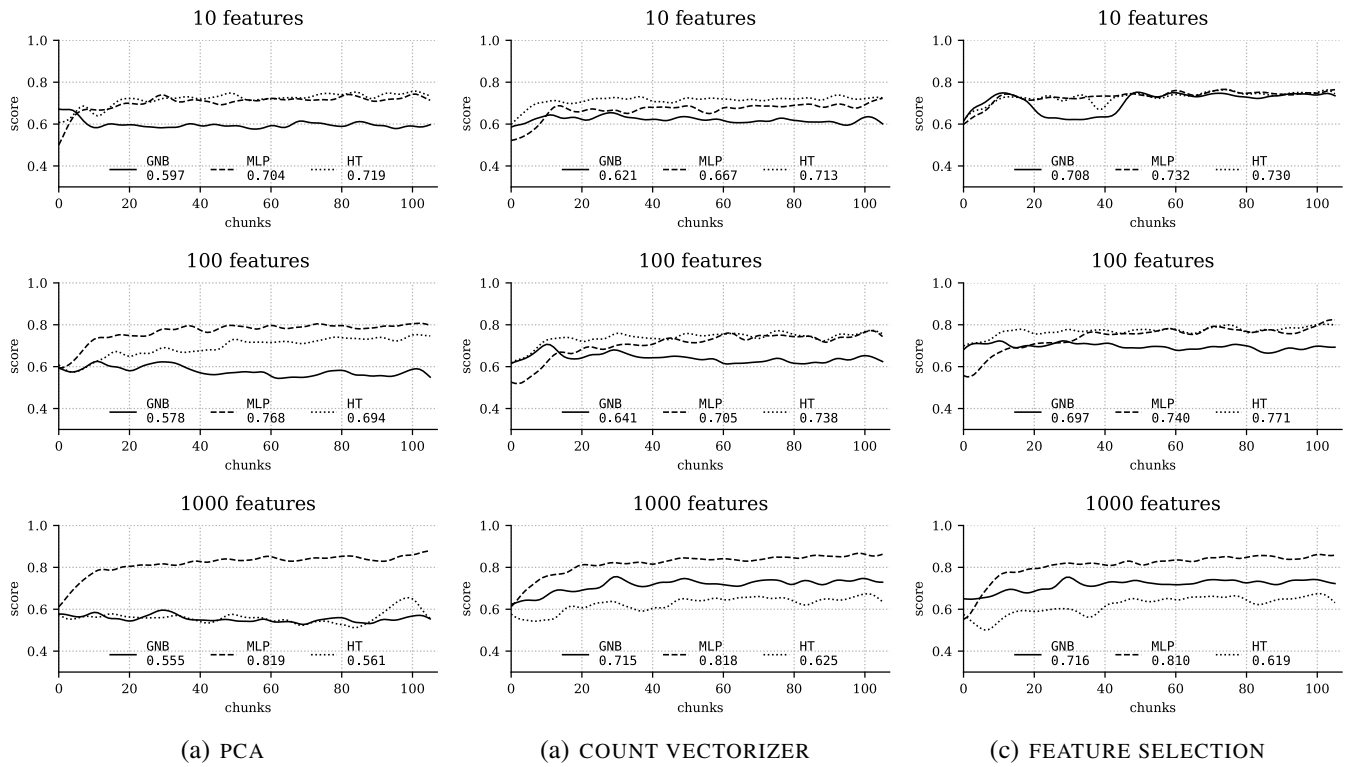 10 features
10 features
10 features
1.0
0.8
0.6
0.4
score
GNB MLP HT
0.597 0.704 0.719
0 20 40 60 80 100
chunks
1.0
0.8
0.6
0.4
score
GNB MLP HT
0.621 0.667 0.713
0 20 40 60 80 100
chunks
1.0
0.8
0.6
0.4
score
GNB MLP HT
0.708 0.732 0.730
0 20 40 60 80 100
chunks
100 features
100 features
100 features
1.0
0.8
0.6
0.4
score
GNB MLP HT
0.578 0.768 0.694
0 20 40 60 80 100
chunks
1.0
0.8
0.6
0.4
score
GNB MLP HT
0.641 0.705 0.738
0 20 40 60 80 100
chunks
1.0
0.8
0.6
0.4
score
GNB MLP HT
0.697 0.740 0.771
0 20 40 60 80 100
chunks
1000 features
1000 features
1000 features
1.0
0.8
0.6
0.4
score
GNB MLP HT
0.555 0.819 0.561
0 20 40 60 80 100
chunks
1.0
0.8
0.6
0.4
score
GNB MLP HT
0.715 0.818 0.625
0 20 40 60 80 100
chunks
1.0
0.8
0.6
0.4
score
GNB MLP HT
0.716 0.810 0.619
0 20 40 60 80 100
chunks
(a) PCA
(a) COUNT VECTORIZER
(c) FEATURE SELECTION